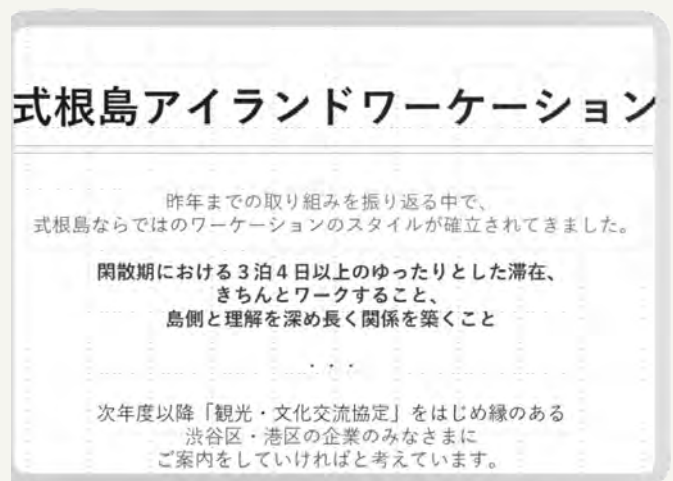 式根島アイランドワーケーション
昨年までの取り組みを振り返る中で、
式根島ならではのワーケーションのスタイルが確立されてきました。
閑散期における３泊４日以上のゆったりとした滞在、
きちんとワークすること、
島側と理解を深め長く関係を築くこと
・・・
次年度以降「観光・文化交流協定」をはじめ縁のある
渋谷区・港区の企業のみなさまに
ご案内をしていければと考えています。